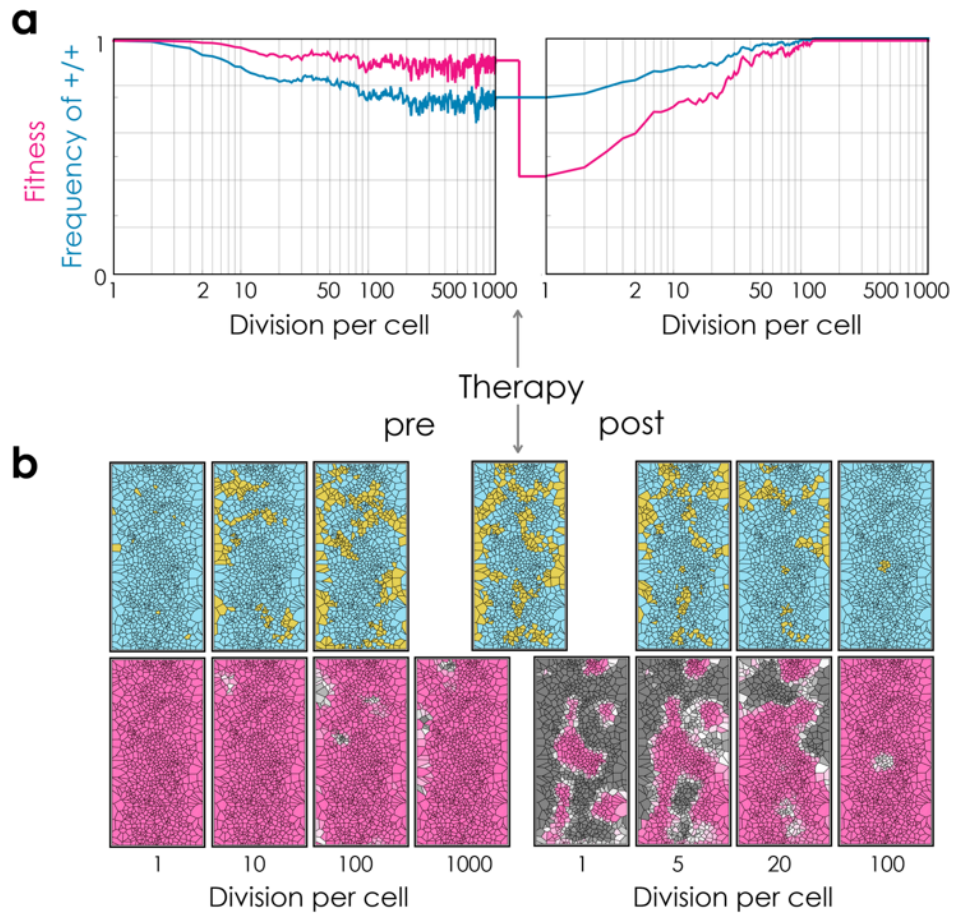 a
Fitness
Frequency of +/+
1
0
1 2 10 50 100 500 1000
1 2 10 50 100 500 1000
Division per cell
Division per cell
Therapy
pre
post
b
1 10 100 1000
1 5 20 100
Division per cell
Division per cell